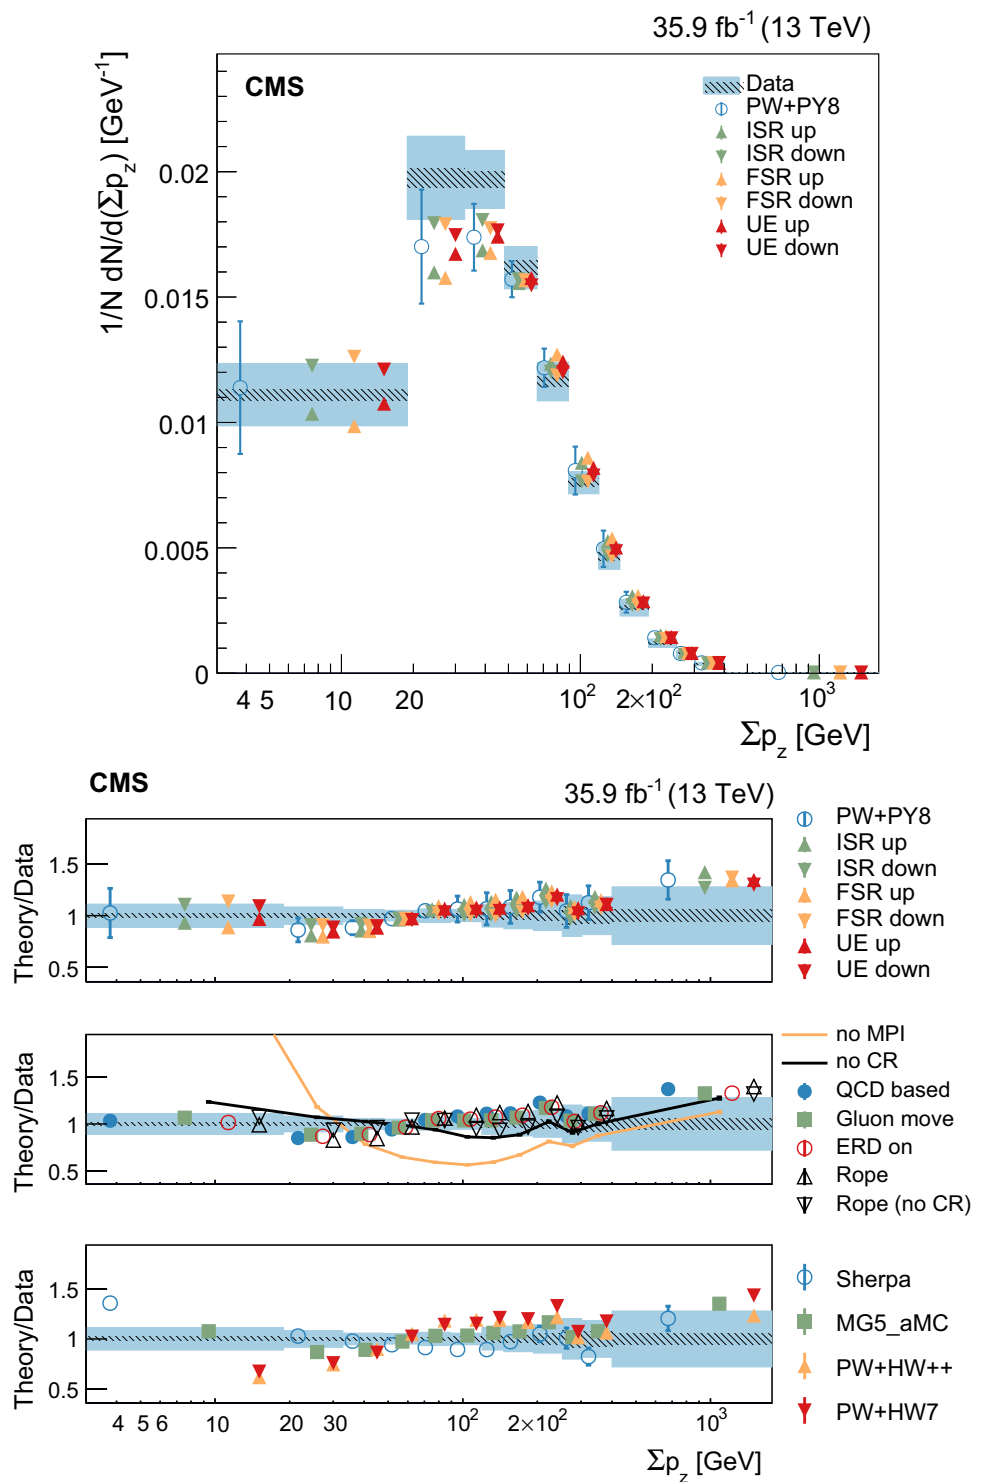 35.9 fb⁻¹ (13 TeV)
CMS
1/N dN/d(Σp_z) [GeV⁻¹]
Data
PW+PY8
ISR up
ISR down
FSR up
FSR down
UE up
UE down
0.02
0.015
0.01
0.005
0
4 5 10 20 10² 2×10² 10³
Σp_z [GeV]
CMS
35.9 fb⁻¹ (13 TeV)
Theory/Data
1.5
1
0.5
PW+PY8
ISR up
ISR down
FSR up
FSR down
UE up
UE down
Theory/Data
1.5
1
0.5
no MPI
no CR
QCD based
Gluon move
ERD on
Rope
Rope (no CR)
Theory/Data
1.5
1
0.5
Sherpa
MG5_aMC
PW+HW++
PW+HW7
4 5 6 10 20 30 10² 2×10² 10³
Σp_z [GeV]